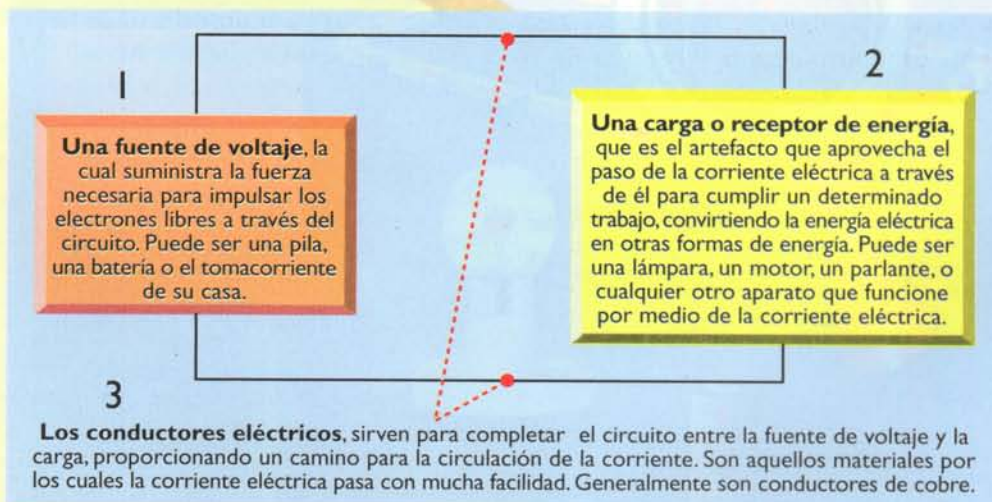 1
Una fuente de voltaje, la
cual suministra la fuerza
necesaria para impulsar los
electrones libres a través del
circuito. Puede ser una pila,
una batería o el tomacorriente
de su casa.
2
Una carga o receptor de energía,
que es el artefacto que aprovecha el
paso de la corriente eléctrica a través
de él para cumplir un determinado
trabajo, convirtiendo la energía eléctrica
en otras formas de energía. Puede ser
una lámpara, un motor, un parlante, o
cualquier otro aparato que funcione
por medio de la corriente eléctrica.
3
Los conductores eléctricos, sirven para completar el circuito entre la fuente de voltaje y la
carga, proporcionando un camino para la circulación de la corriente. Son aquellos materiales por
los cuales la corriente eléctrica pasa con mucha facilidad. Generalmente son conductores de cobre.